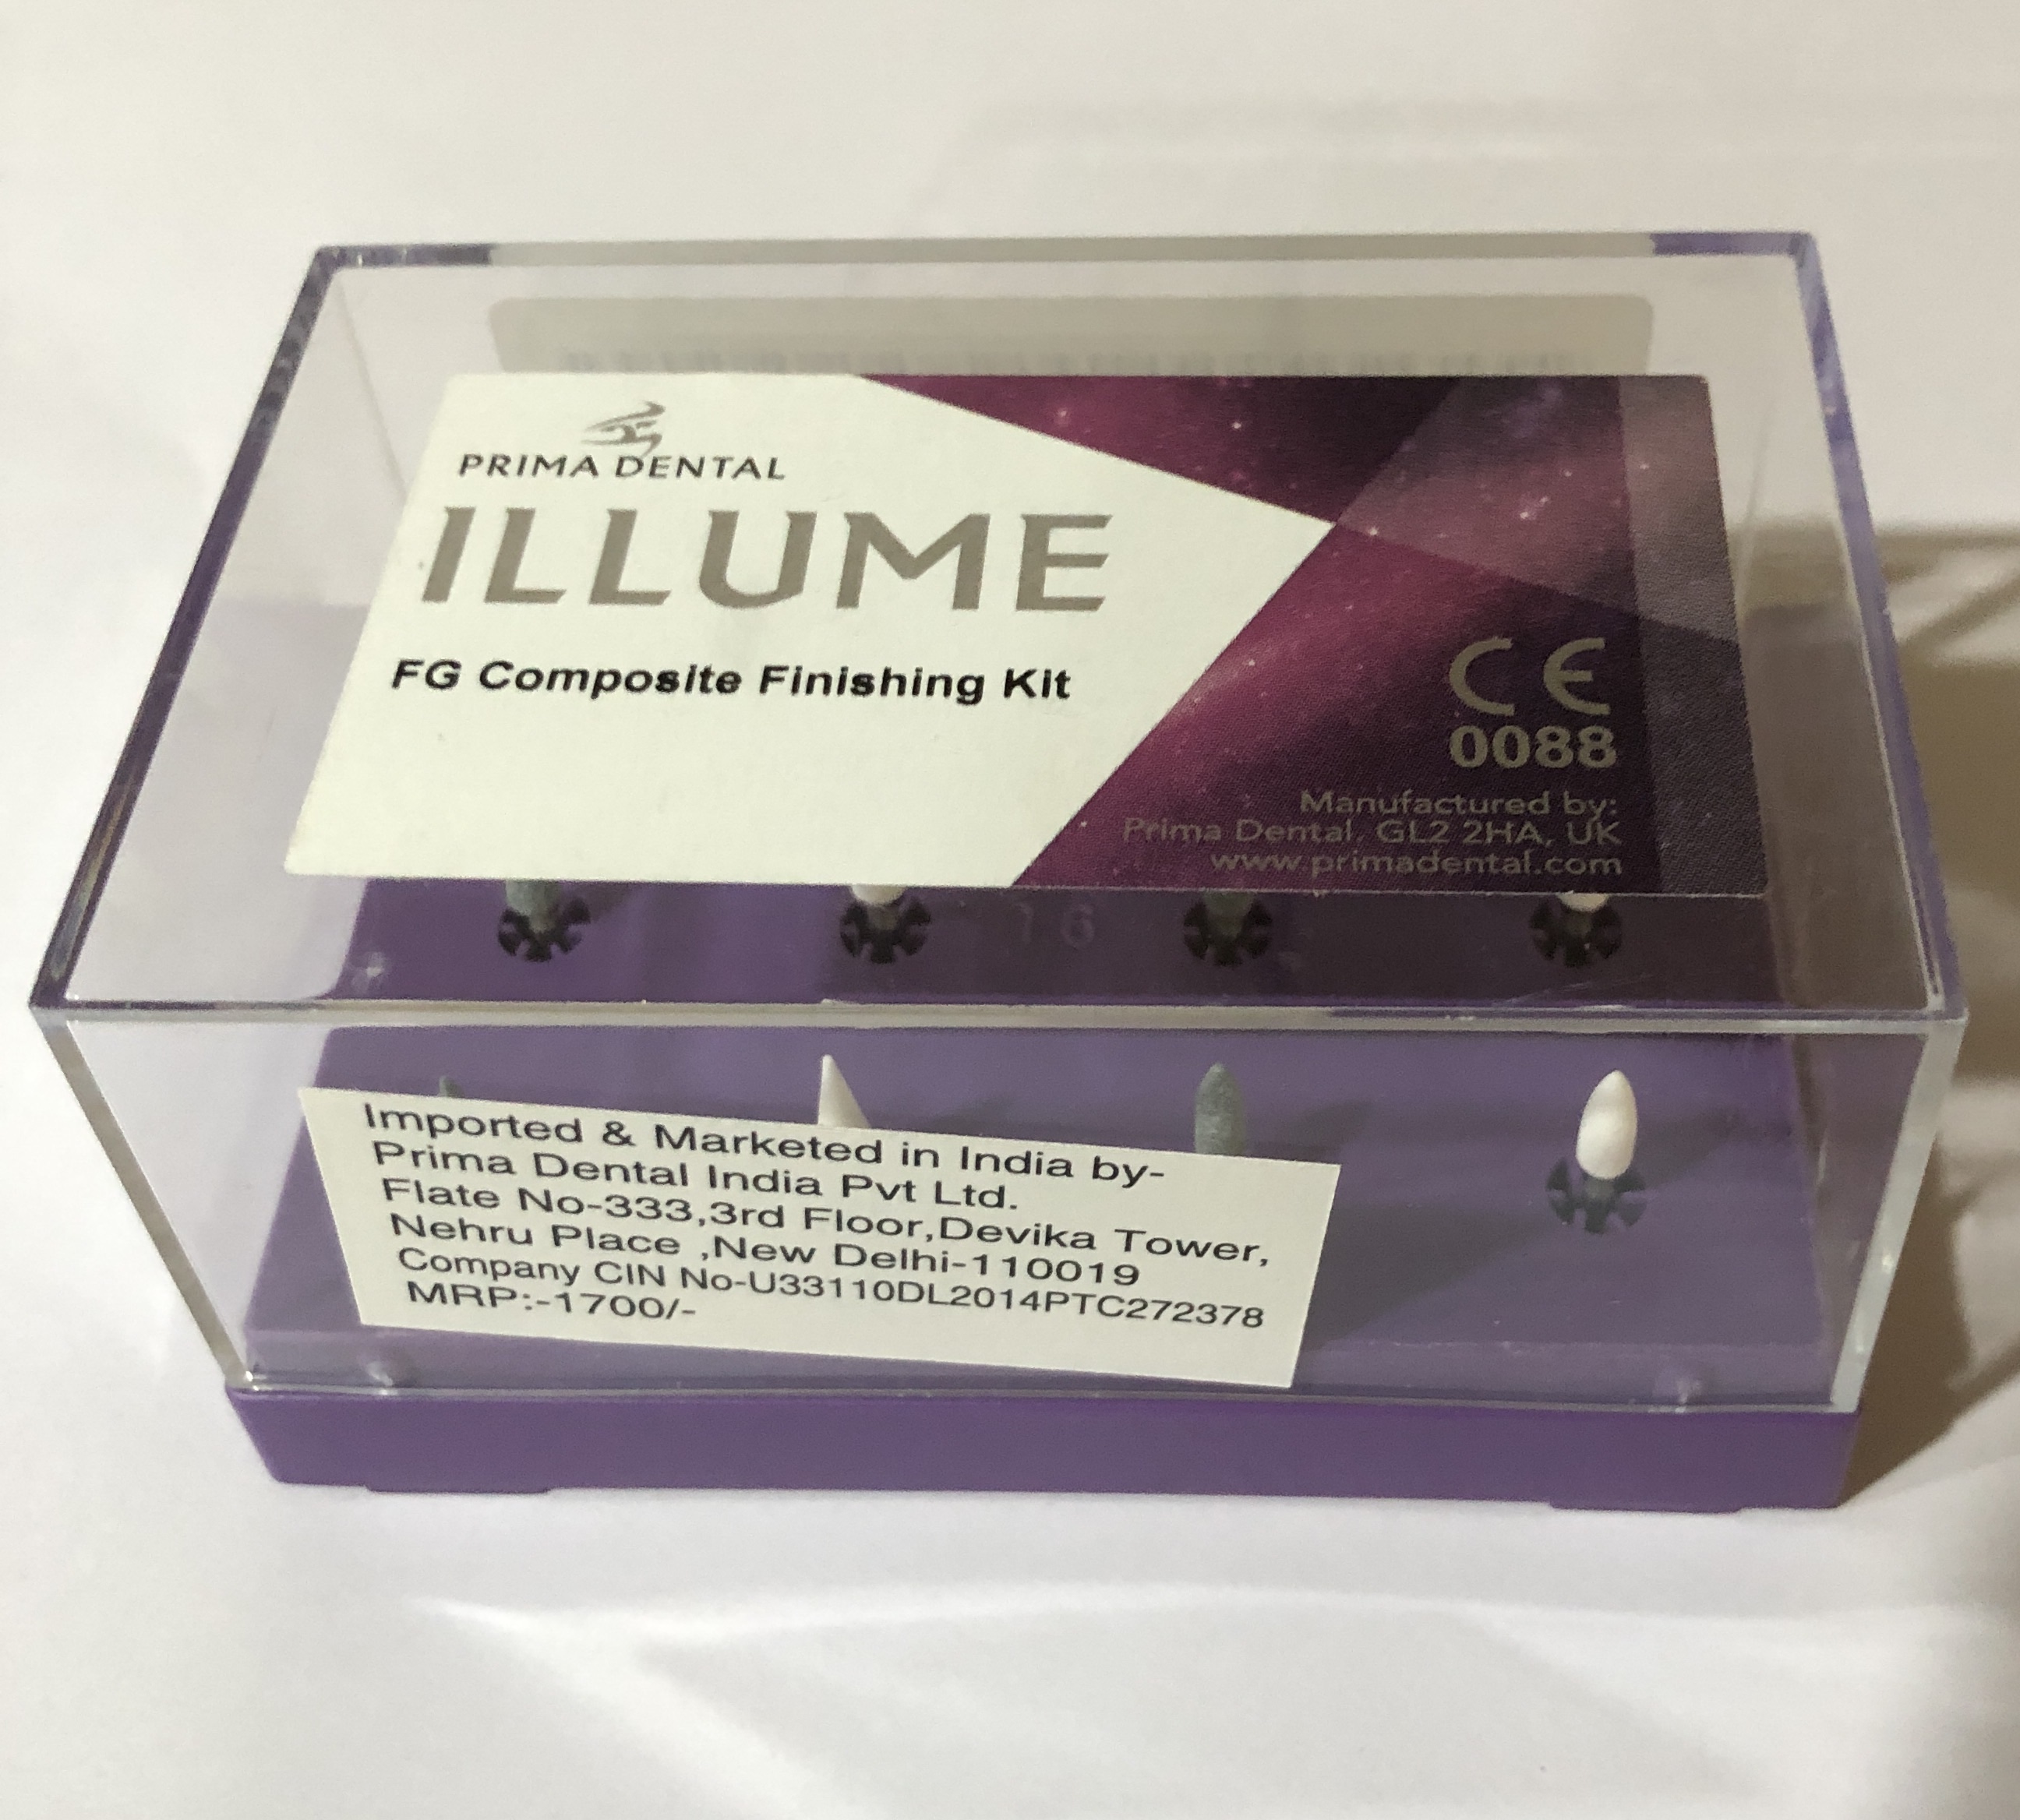 PRIMA DENTAL
ILLUME
FG Composite Finishing Kit
CE
0088
Manufactured by:
Prima Dental, GL2 2HA, UK
www.primadental.com
16
Imported & Marketed in India by-
Prima Dental India Pvt Ltd.
Flate No-333,3rd Floor,Devika Tower,
Nehru Place ,New Delhi-110019
Company CIN No-U33110DL2014PTC272378
MRP:-1700/-